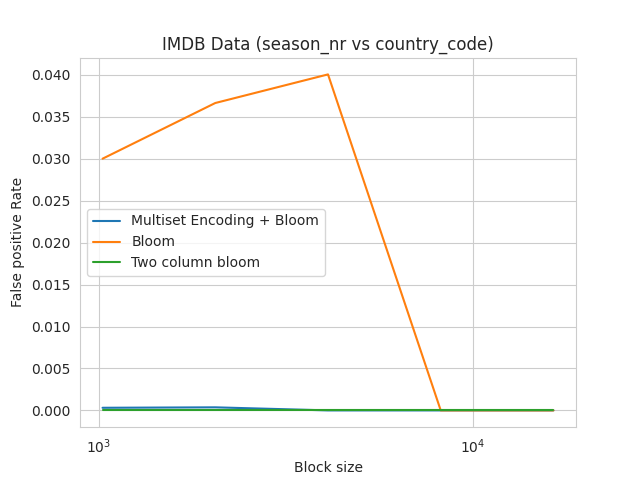 IMDB Data (season_nr vs country_code)
False positive Rate
0.040
0.035
0.030
0.025
0.020
0.015
0.010
0.005
0.000
Multiset Encoding + Bloom
Bloom
Two column bloom
10³ 10⁴
Block size